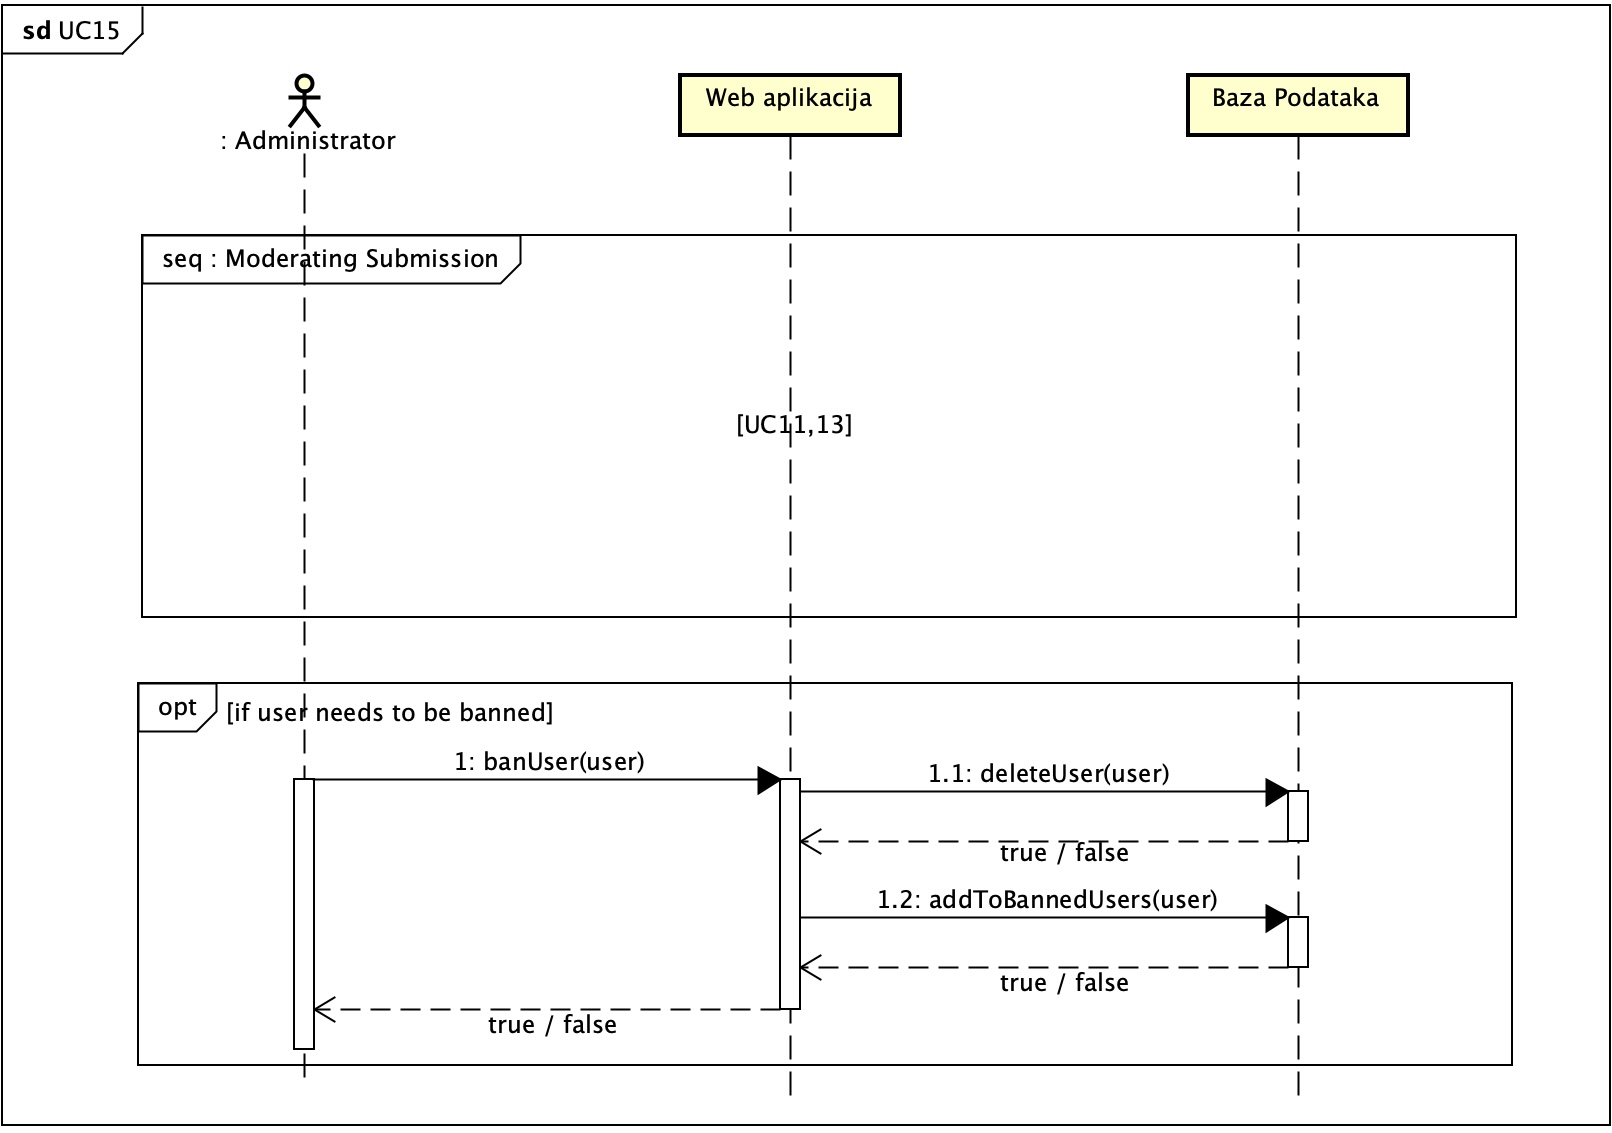 sd UC15
: Administrator
Web aplikacija
Baza Podataka
seq : Moderating Submission
[UC11,13]
opt
[if user needs to be banned]
1: banUser(user)
1.1: deleteUser(user)
true / false
1.2: addToBannedUsers(user)
true / false
true / false